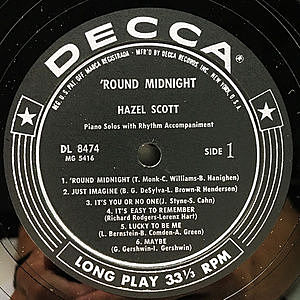 DECCA
U.S. PAT. OFF. MARCA REGISTRADA · MFR'D BY DECCA RECORDS, INC., NEW YORK, U.S.A.
'ROUND MIDNIGHT
HAZEL SCOTT
Piano Solos with Rhythm Accompaniment
DL 8474
MG 5416
SIDE 1
1. 'ROUND MIDNIGHT (T. Monk-C. Williams-B. Hanighen)
2. JUST IMAGINE (B. G. DeSylva-L. Brown-R Henderson)
3. IT'S YOU OR NO ONE(J. Styne-S. Cahn)
4. IT'S EASY TO REMEMBER
(Richard Rodgers-Lorenz Hart)
5. LUCKY TO BE ME
(L. Bernstein-B. Comden-A. Green)
6. MAYBE
(G. Gershwin-I. Gershwin)
LONG PLAY 33⅓ RPM